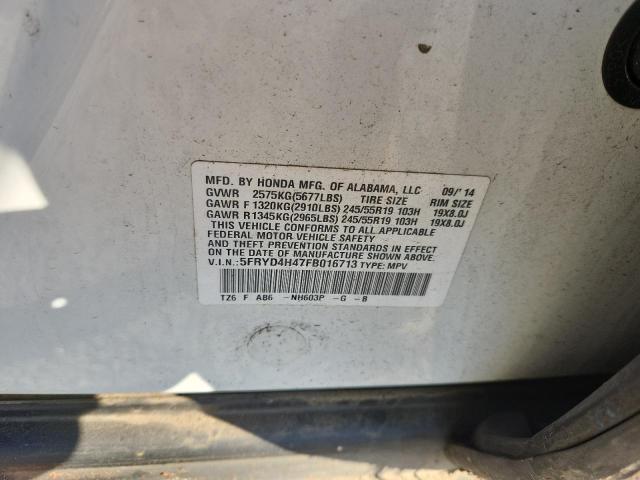 MFD. BY HONDA MFG. OF ALABAMA, LLC 09/'14
GVWR 2575KG(5677LBS) TIRE SIZE RIM SIZE
GAWR F 1320KG(2910LBS) 245/55R19 103H 19X8.0J
GAWR R1345KG(2965LBS) 245/55R19 103H 19X8.0J
THIS VEHICLE CONFORMS TO ALL APPLICABLE
FEDERAL MOTOR VEHICLE SAFETY
AND THEFT PREVENTION STANDARDS IN EFFECT
ON THE DATE OF MANUFACTURE SHOWN ABOVE.
V.I.N.:5FRYD4H47FB016713 TYPE: MPV
TZ6 F AB6 -NH603P -G -B